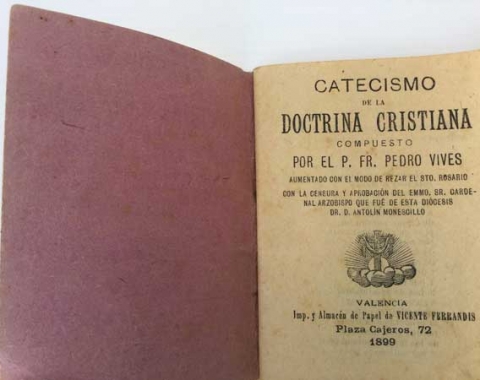 CATECISMO
DE LA
DOCTRINA CRISTIANA
COMPUESTO
POR EL P. FR. PEDRO VIVES
AUMENTADO CON EL MODO DE REZAR EL STO. ROSARIO
CON LA CENSURA Y APROBACIÓN DEL EMMO. SR. CARDE-
NAL ARZOBISPO QUE FUÉ DE ESTA DIÓCESIS
DR. D. ANTOLÍN MONESCILLO
VALENCIA
Imp. y Almacén de Papel de VICENTE FERRANDIS
Plaza Cajeros, 72
1899